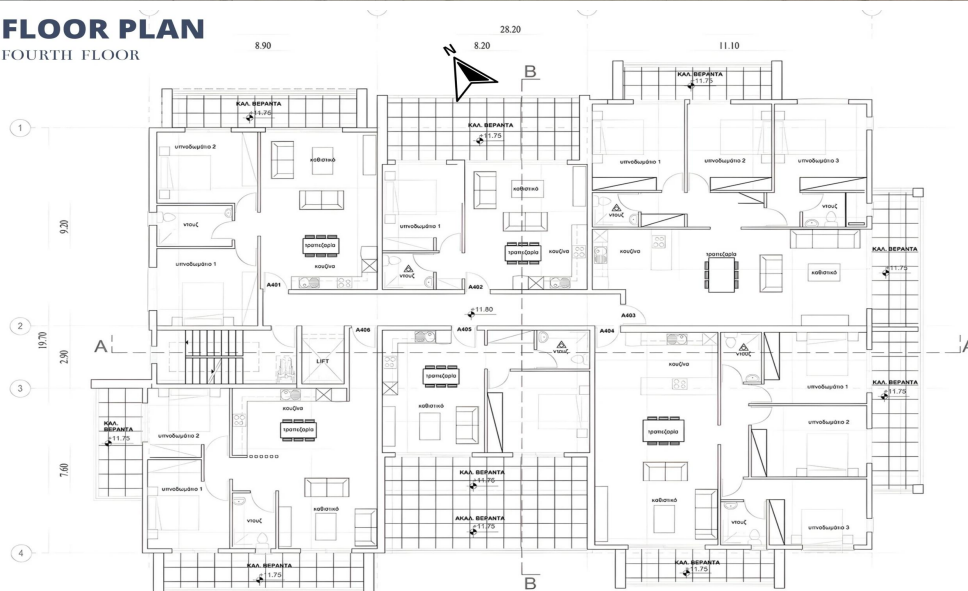 FLOOR PLAN
FOURTH FLOOR
28.20
8.90
8.20
11.10
N
B
ΚΑΛ. ΒΕΡΑΝΤΑ
+11.75
ΚΑΛ. ΒΕΡΑΝΤΑ
+11.75
ΚΑΛ. ΒΕΡΑΝΤΑ
+11.75
1
υπνοδωμάτιο 2
καθιστικό
υπνοδωμάτιο 1
καθιστικό
υπνοδωμάτιο 1
υπνοδωμάτιο 2
υπνοδωμάτιο 3
9.20
ντουζ
ντουζ
ντουζ
τραπεζαρία
κουζίνα
υπνοδωμάτιο 1
τραπεζαρία
κουζίνα
ντουζ
κουζίνα
τραπεζαρία
καθιστικό
ΚΑΛ. ΒΕΡΑΝΤΑ
+11.75
A401
A402
+11.80
A403
2
A406
A405
A404
19.70
A
A
2.90
LIFT
ντουζ
κουζίνα
ντουζ
υπνοδωμάτιο 1
3
τραπεζαρία
καθιστικό
ΚΑΛ. ΒΕΡΑΝΤΑ
+11.75
ΚΑΛ.
ΒΕΡΑΝΤΑ
+11.75
υπνοδωμάτιο 2
κουζίνα
τραπεζαρία
τραπεζαρία
υπνοδωμάτιο 2
7.60
υπνοδωμάτιο 1
ντουζ
καθιστικό
ΚΑΛ. ΒΕΡΑΝΤΑ
+11.75
ΑΚΑΛ. ΒΕΡΑΝΤΑ
+11.75
καθιστικό
ντουζ
υπνοδωμάτιο 3
4
ΚΑΛ. ΒΕΡΑΝΤΑ
+11.75
B
ΚΑΛ. ΒΕΡΑΝΤΑ
+11.75